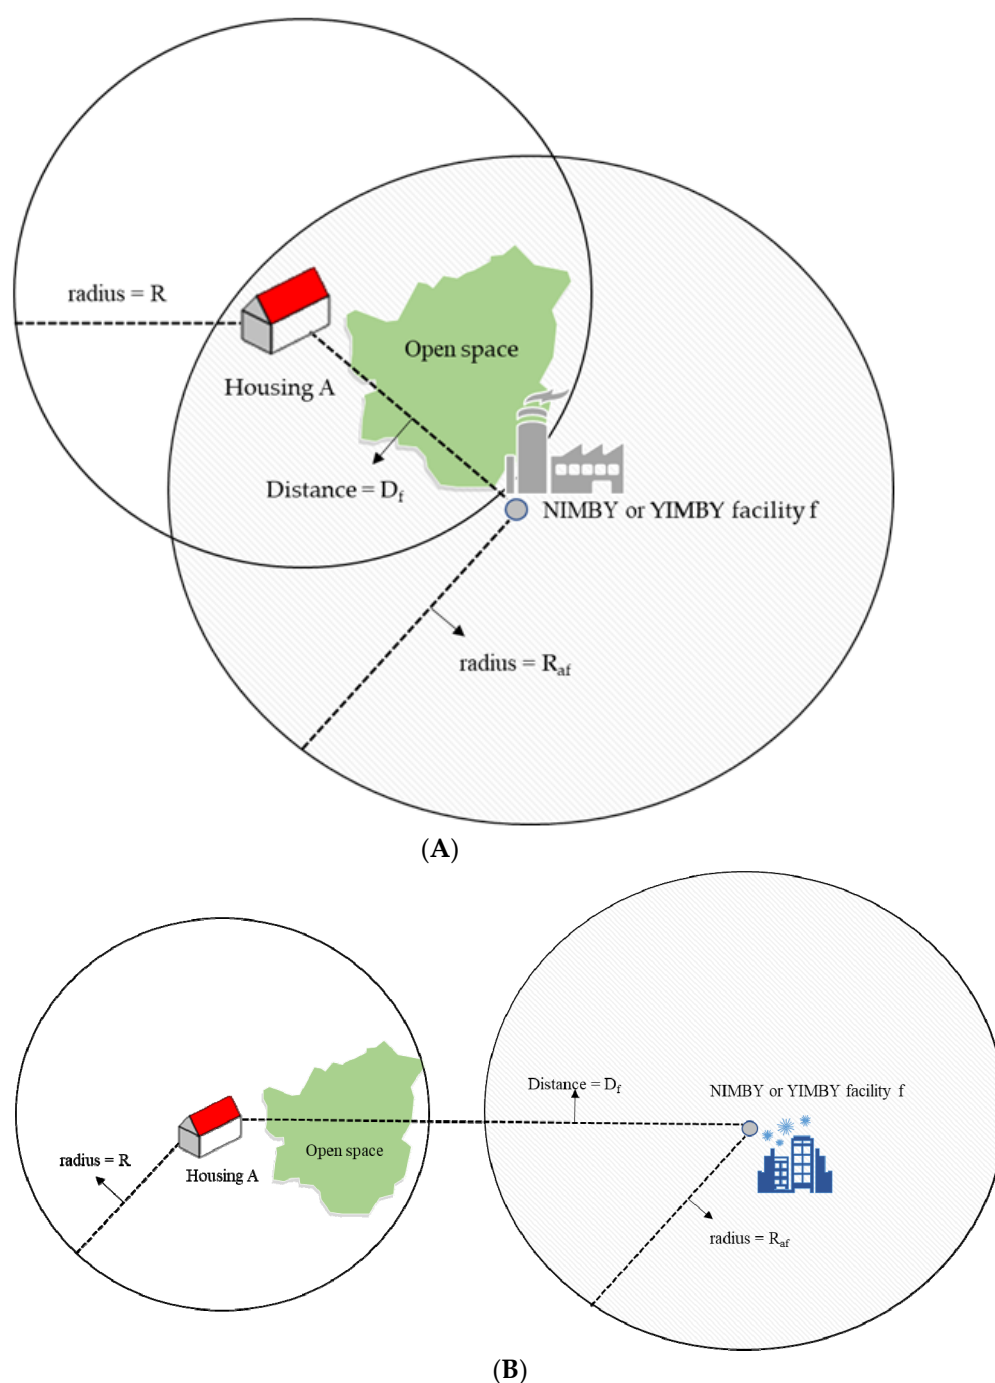 radius = R
Open space
Housing A
Distance = Df
NIMBY or YIMBY facility f
radius = Raf
(A)
Distance = Df
NIMBY or YIMBY facility f
Open space
radius = R
Housing A
radius = Raf
(B)